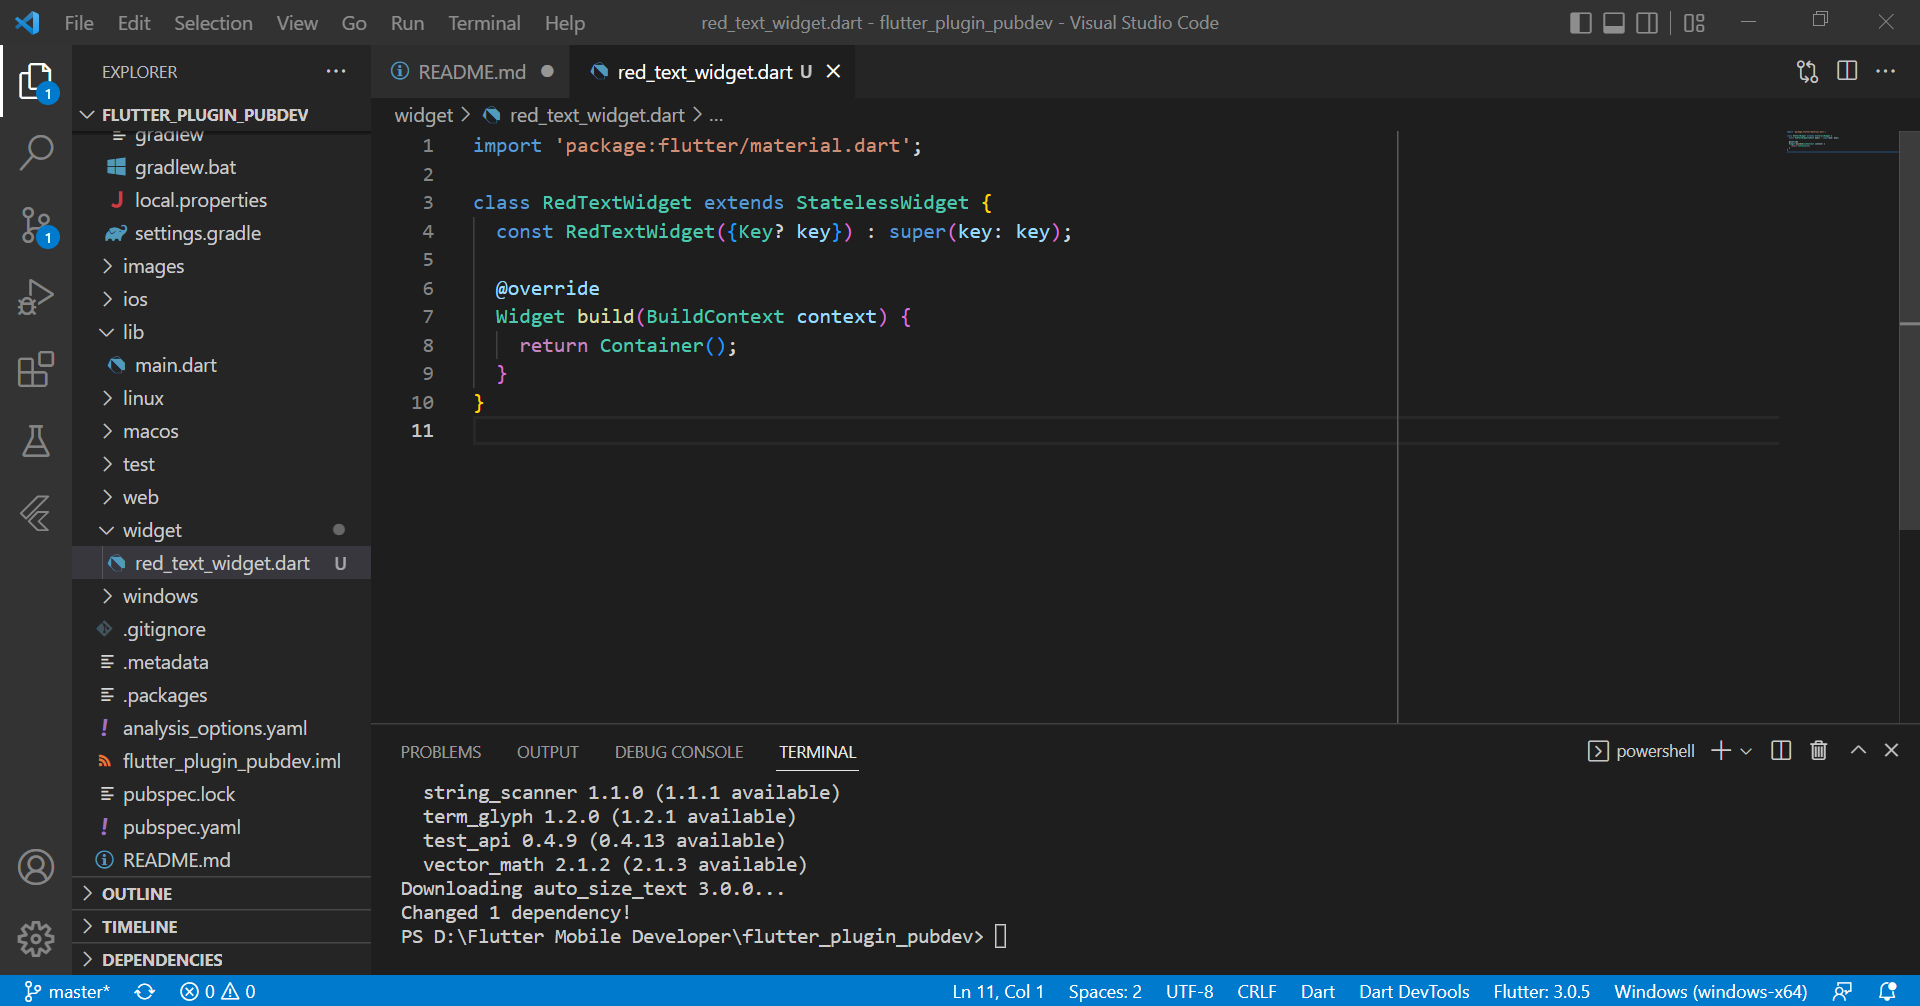 File Edit Selection View Go Run Terminal Help
red_text_widget.dart - flutter_plugin_pubdev - Visual Studio Code
EXPLORER
1
1
FLUTTER_PLUGIN_PUBDEV
gradlew
gradlew.bat
local.properties
settings.gradle
images
ios
lib
main.dart
linux
macos
test
web
widget
red_text_widget.dart U
windows
.gitignore
.metadata
.packages
analysis_options.yaml
flutter_plugin_pubdev.iml
pubspec.lock
pubspec.yaml
README.md
OUTLINE
TIMELINE
DEPENDENCIES
README.md
red_text_widget.dart U
widget > red_text_widget.dart > ...
1 import 'package:flutter/material.dart';
2
3 class RedTextWidget extends StatelessWidget {
4 const RedTextWidget({Key? key}) : super(key: key);
5
6 @override
7 Widget build(BuildContext context) {
8 return Container();
9 }
10 }
11
PROBLEMS OUTPUT DEBUG CONSOLE TERMINAL
powershell
string_scanner 1.1.0 (1.1.1 available)
term_glyph 1.2.0 (1.2.1 available)
test_api 0.4.9 (0.4.13 available)
vector_math 2.1.2 (2.1.3 available)
Downloading auto_size_text 3.0.0...
Changed 1 dependency!
PS D:\Flutter Mobile Developer\flutter_plugin_pubdev>
master* 0 0 Ln 11, Col 1 Spaces: 2 UTF-8 CRLF Dart Dart DevTools Flutter: 3.0.5 Windows (windows-x64)